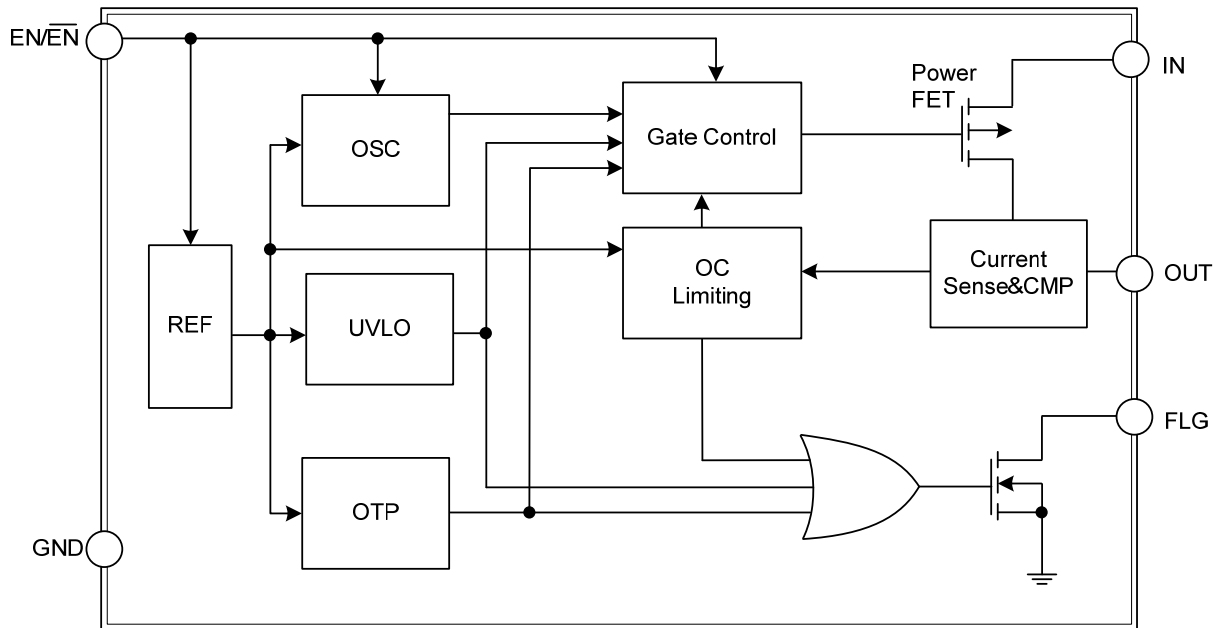 EN/EN
IN
Power
FET
OSC
Gate Control
Current
Sense&CMP
OUT
OC
Limiting
REF
UVLO
FLG
OTP
GND